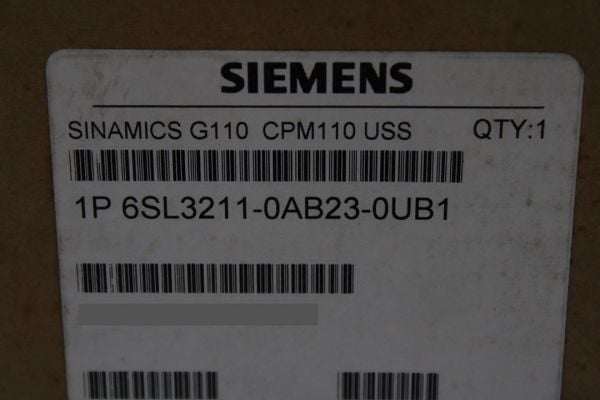 SIEMENS
SINAMICS G110 CPM110 USS QTY:1
1P 6SL3211-0AB23-0UB1